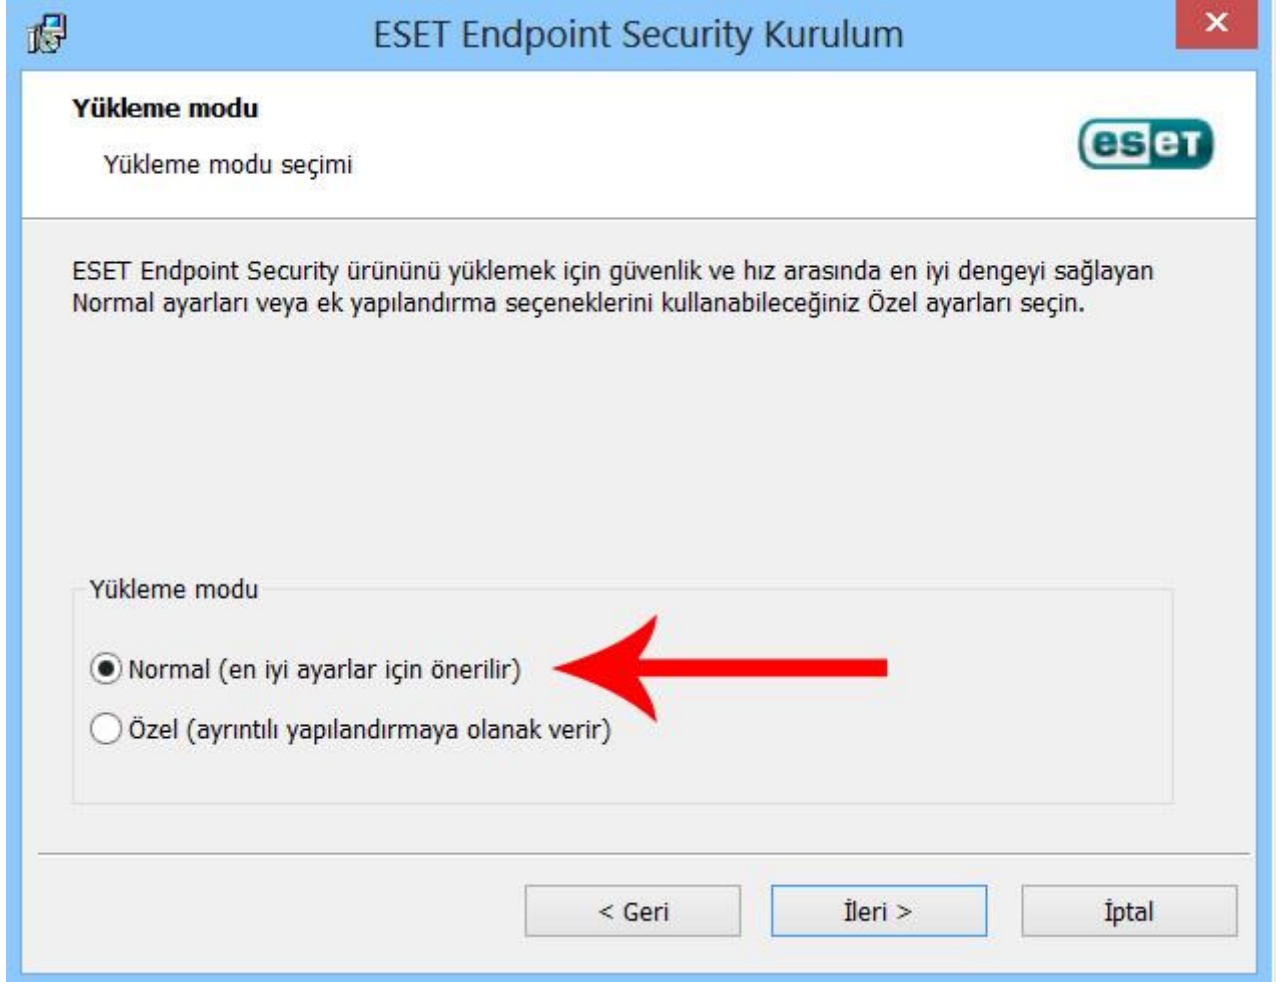 ESET Endpoint Security Kurulum
Yükleme modu
Yükleme modu seçimi
eseT
ESET Endpoint Security ürününü yüklemek için güvenlik ve hız arasında en iyi dengeyi sağlayan
Normal ayarları veya ek yapılandırma seçeneklerini kullanabileceğiniz Özel ayarları seçin.
Yükleme modu
Normal (en iyi ayarlar için önerilir)
Özel (ayrıntılı yapılandırmaya olanak verir)
< Geri
İleri >
İptal